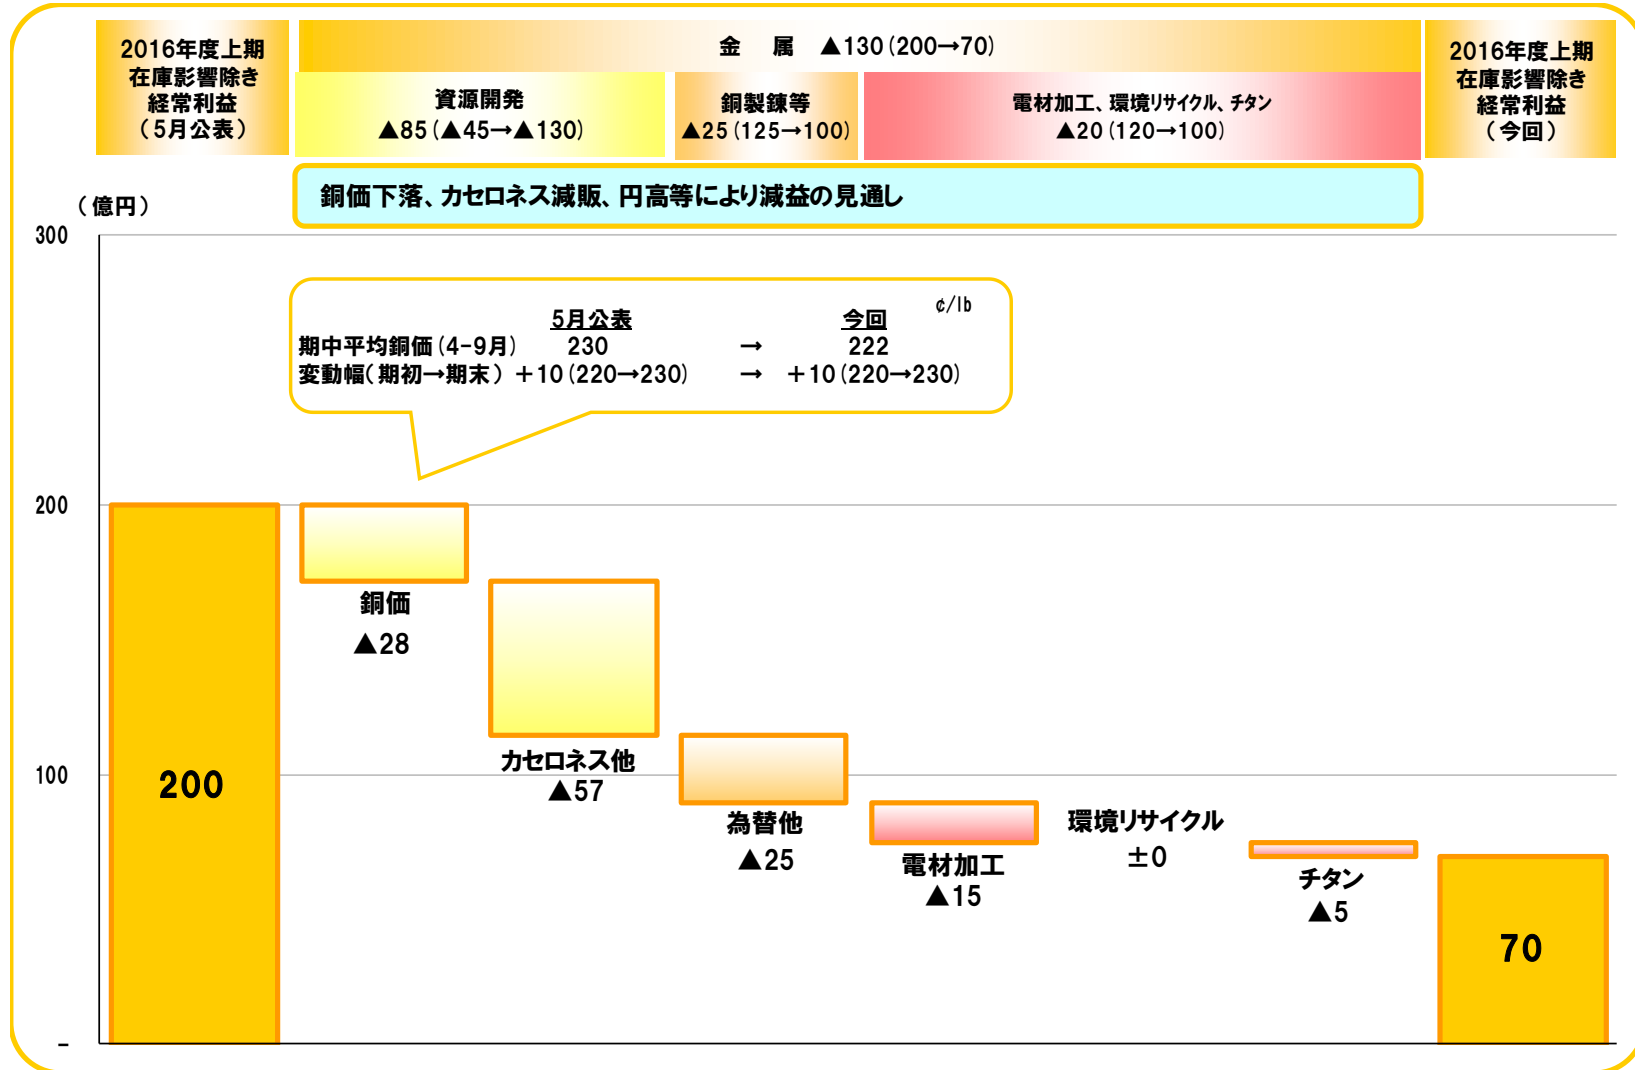 2016年度上期
在庫影響除き
経常利益
（5月公表）
金　属　▲130(200→70)
資源開発
▲85(▲45→▲130)
銅製錬等
▲25(125→100)
電材加工、環境リサイクル、チタン
▲20(120→100)
2016年度上期
在庫影響除き
経常利益
（今回）
銅価下落、カセロネス減販、円高等により減益の見通し
（億円）
300
200
100
–
¢/lb
5月公表　今回
期中平均銅価(4-9月)　230　→　222
変動幅(期初→期末)　＋10(220→230)　→　＋10(220→230)
200
銅価
▲28
カセロネス他
▲57
為替他
▲25
電材加工
▲15
環境リサイクル
±0
チタン
▲5
70